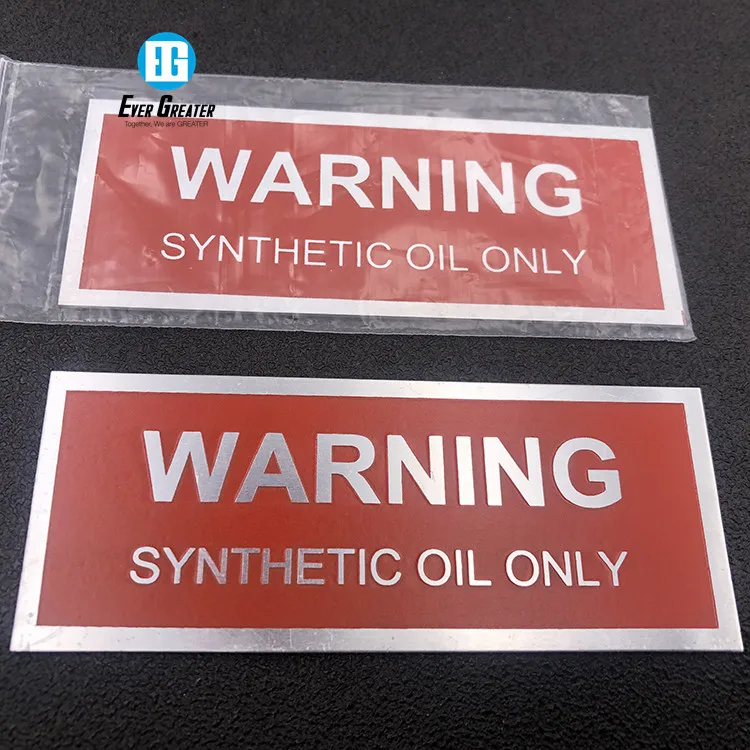 EG
EVER GREATER
Together, We are GREATER
WARNING
SYNTHETIC OIL ONLY
WARNING
SYNTHETIC OIL ONLY